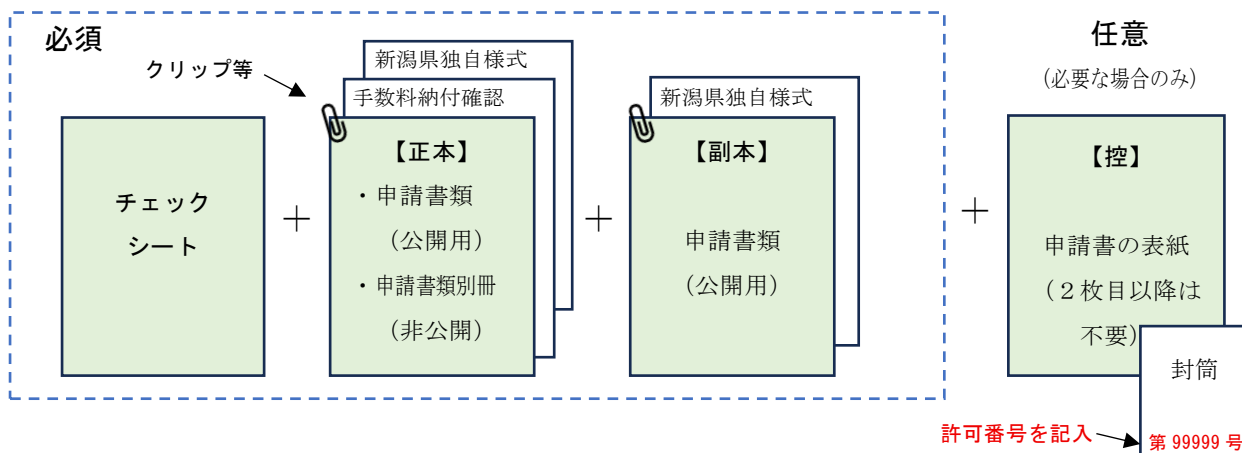 必須
クリップ等
チェック
シート
＋
新潟県独自様式
手数料納付確認
【正本】
・申請書類
（公開用）
・申請書類別冊
（非公開）
＋
新潟県独自様式
【副本】
申請書類
（公開用）
＋
任意
（必要な場合のみ）
【控】
申請書の表紙
（２枚目以降は
不要）
封筒
許可番号を記入
第 99999 号